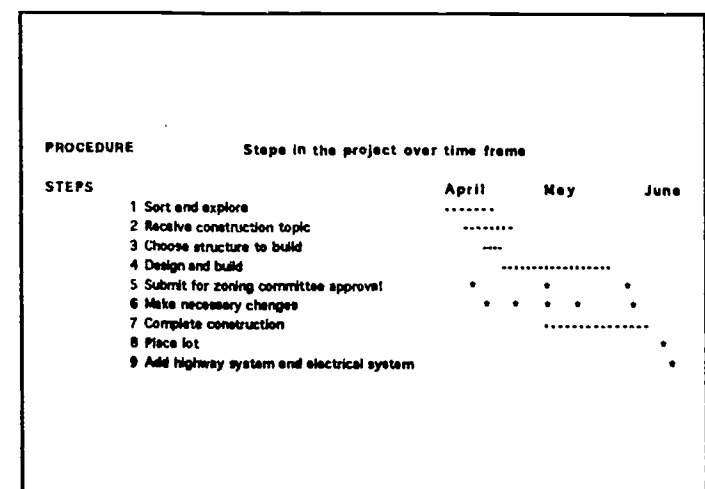 PROCEDURE Steps in the project over time frame
STEPS April May June
1 Sort and explore .......
2 Receive construction topic ........
3 Choose structure to build ....
4 Design and build ..................
5 Submit for zoning committee approval * * *
6 Make necessary changes * * * * *
7 Complete construction ................
8 Place lot *
9 Add highway system and electrical system *